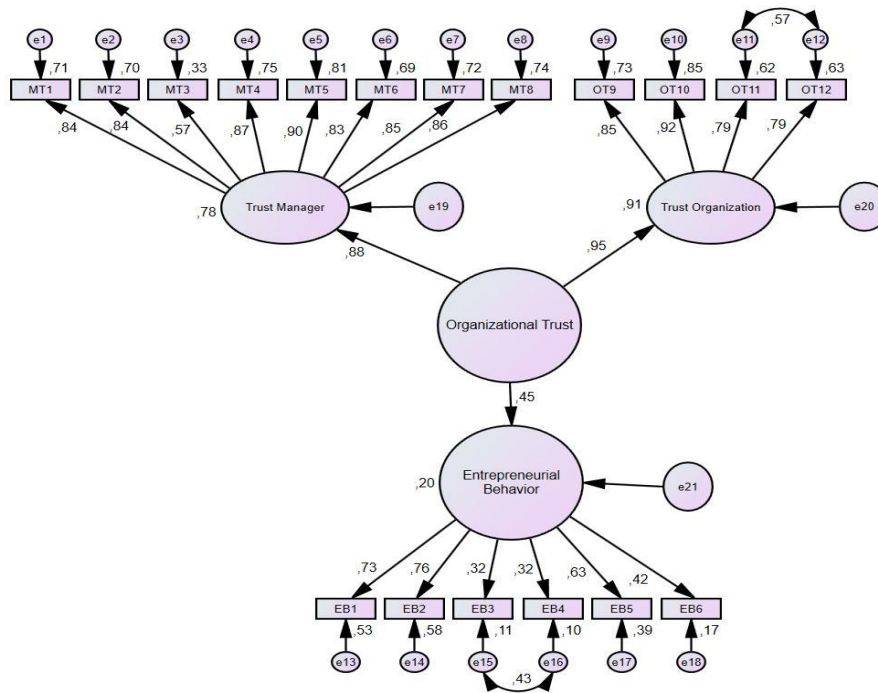 e1 e2 e3 e4 e5 e6 e7 e8 e9 e10 e11 ,57 e12
,71 ,70 ,33 ,75 ,81 ,69 ,72 ,74 ,73 ,85 ,62 ,63
MT1 MT2 MT3 MT4 MT5 MT6 MT7 MT8 OT9 OT10 OT11 OT12
,84 ,84 ,57 ,87 ,90 ,83 ,85 ,86 ,85 ,92 ,79 ,79
,78 Trust Manager e19 ,91 Trust Organization e20
,88 ,95
Organizational Trust
,45
Entrepreneurial
Behavior
,20 e21
,73 ,76 ,32 ,32 ,63 ,42
EB1 EB2 EB3 EB4 EB5 EB6
,53 ,58 ,11 ,10 ,39 ,17
e13 e14 e15 e16 e17 e18
,43